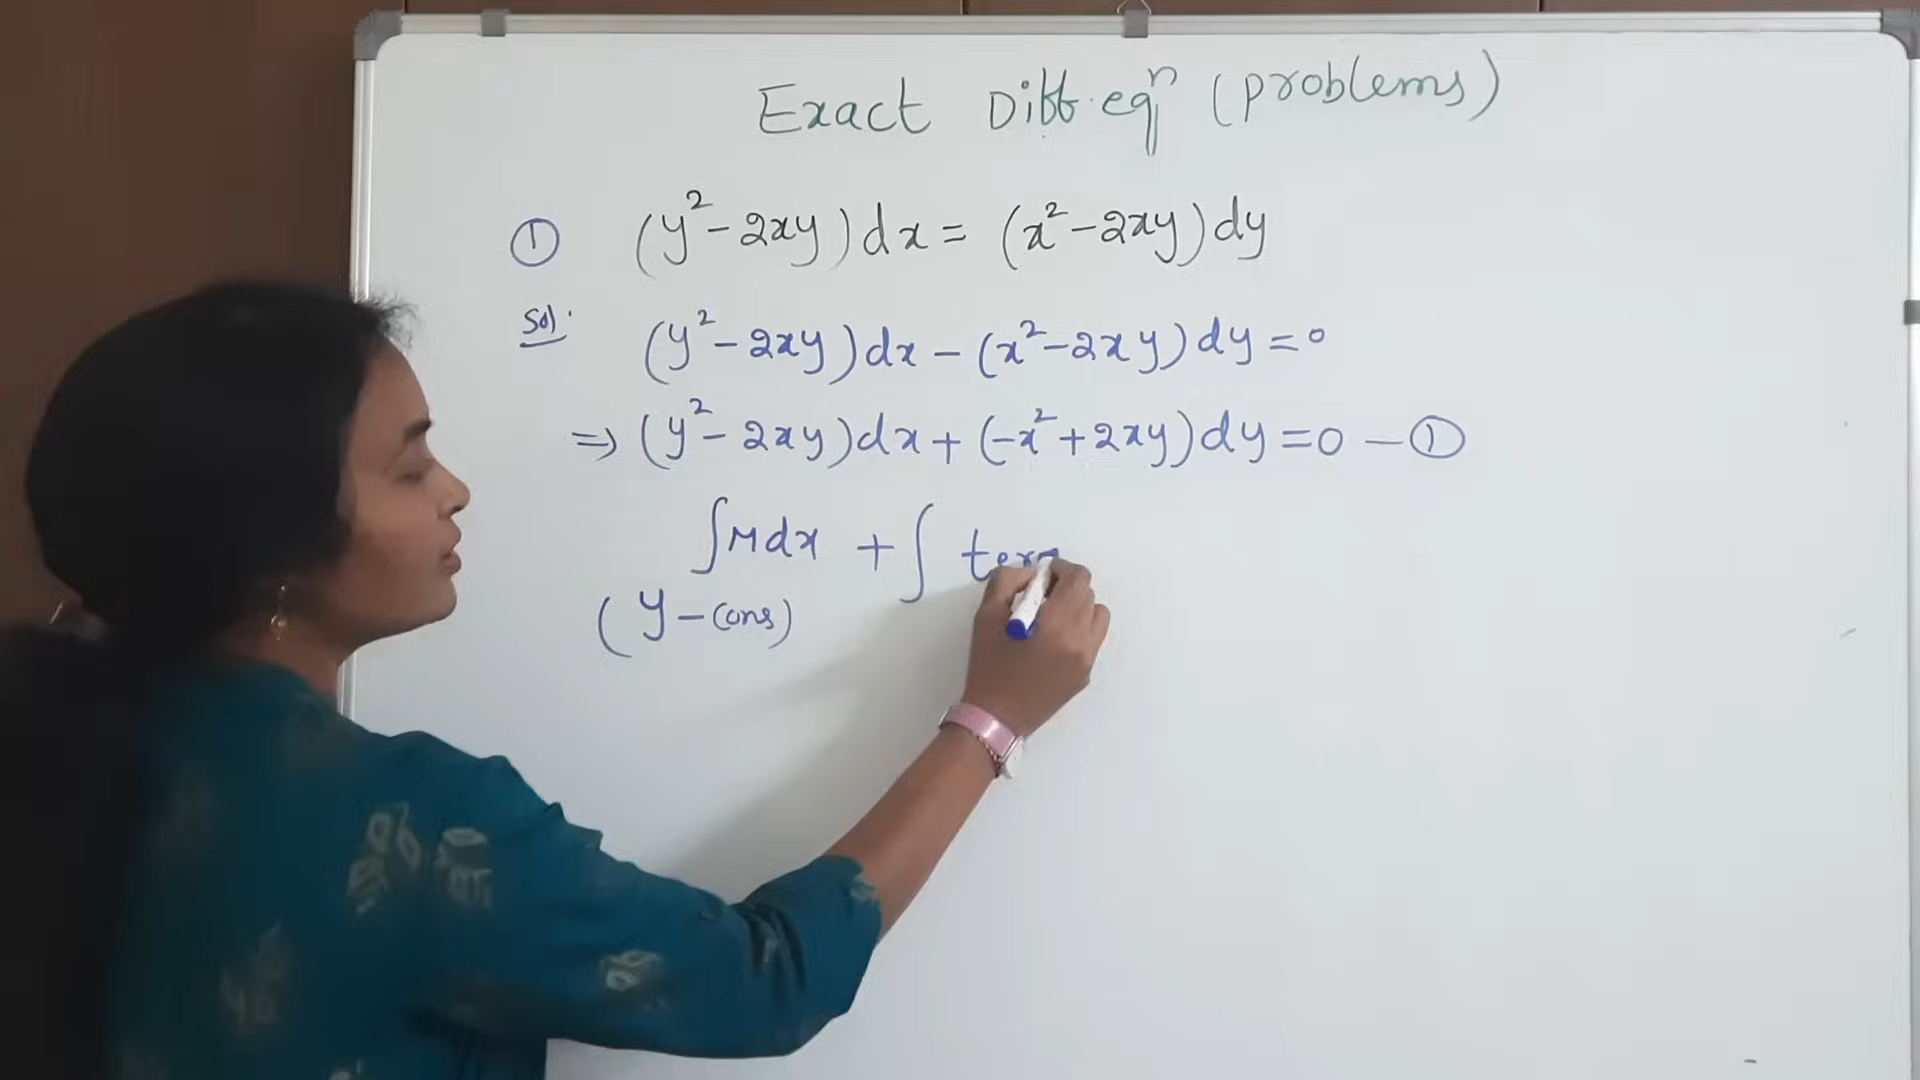 Exact Diff. eqⁿ (problems)
① (y² - 2xy) dx = (x² - 2xy) dy
Sol. (y² - 2xy) dx - (x² - 2xy) dy = 0
⇒ (y² - 2xy) dx + (-x² + 2xy) dy = 0 — ①
∫ M dx + ∫ ter
(y - cons)